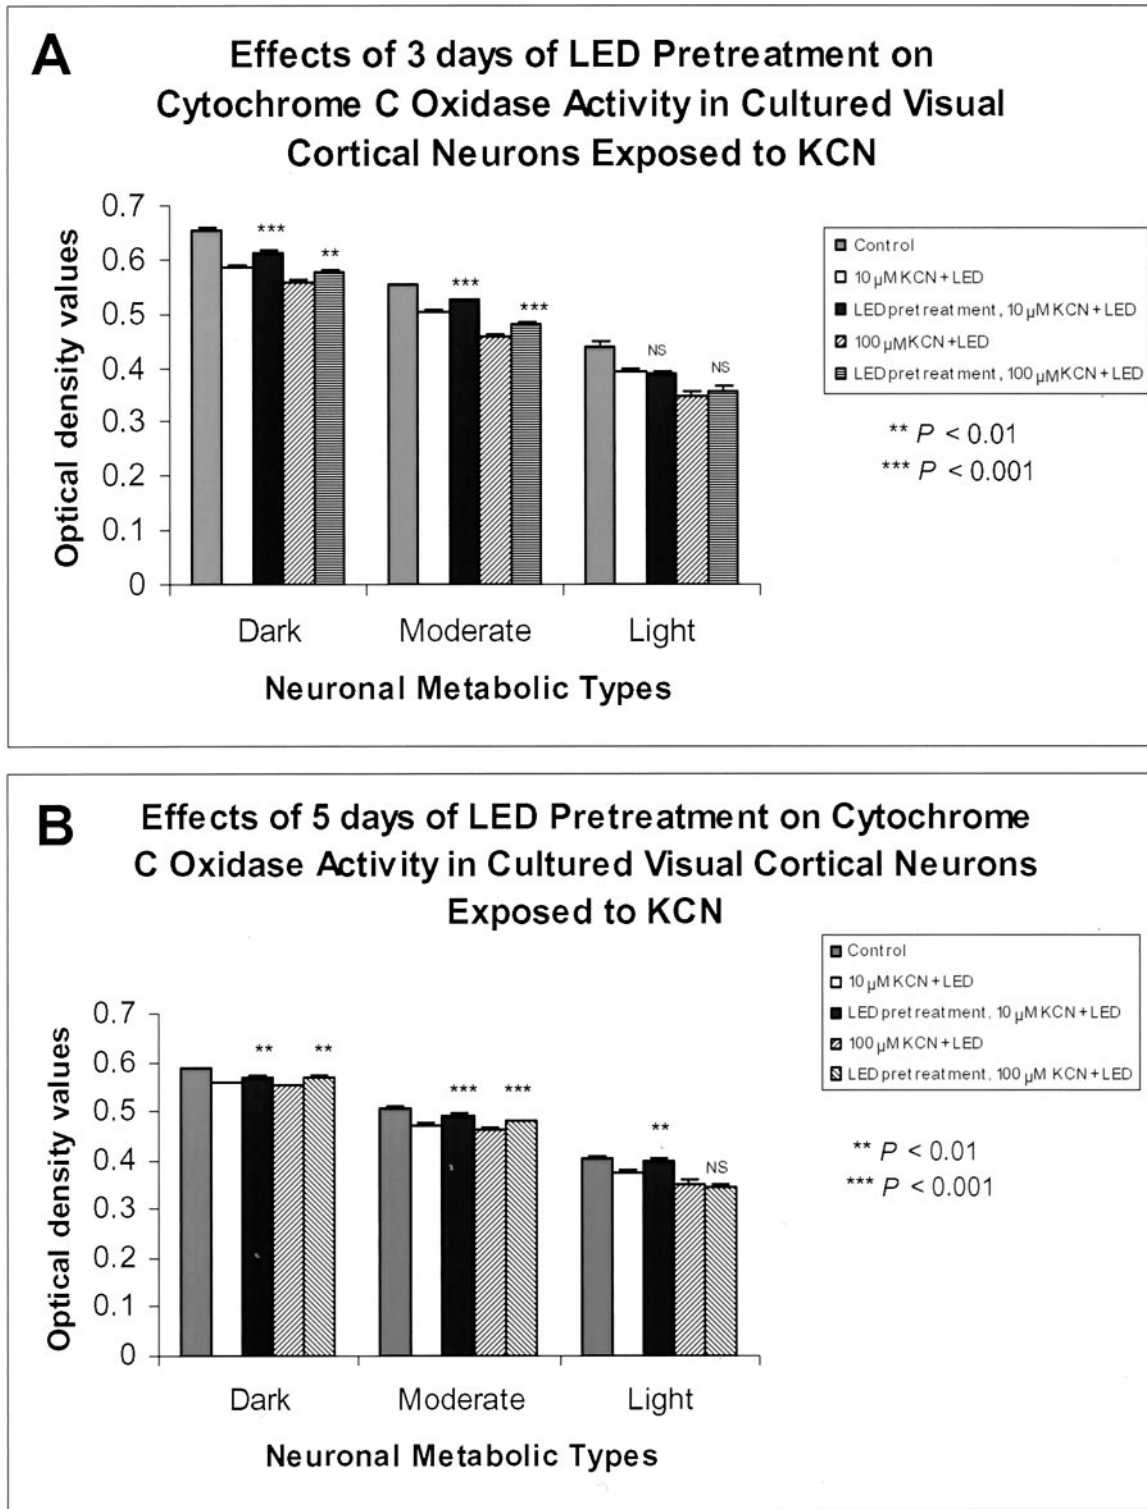 A
Effects of 3 days of LED Pretreatment on
Cytochrome C Oxidase Activity in Cultured Visual
Cortical Neurons Exposed to KCN
Optical density values
0.7
0.6
0.5
0.4
0.3
0.2
0.1
0
***
**
***
***
NS
NS
Dark
Moderate
Light
Neuronal Metabolic Types
Control
10 µM KCN + LED
LED pretreatment, 10 µM KCN + LED
100 µM KCN + LED
LED pretreatment, 100 µM KCN + LED
** P < 0.01
*** P < 0.001
B
Effects of 5 days of LED Pretreatment on Cytochrome
C Oxidase Activity in Cultured Visual Cortical Neurons
Exposed to KCN
Optical density values
0.7
0.6
0.5
0.4
0.3
0.2
0.1
0
**
**
***
***
**
NS
Dark
Moderate
Light
Neuronal Metabolic Types
Control
10 µM KCN + LED
LED pretreatment, 10 µM KCN + LED
100 µM KCN + LED
LED pretreatment, 100 µM KCN + LED
** P < 0.01
*** P < 0.001